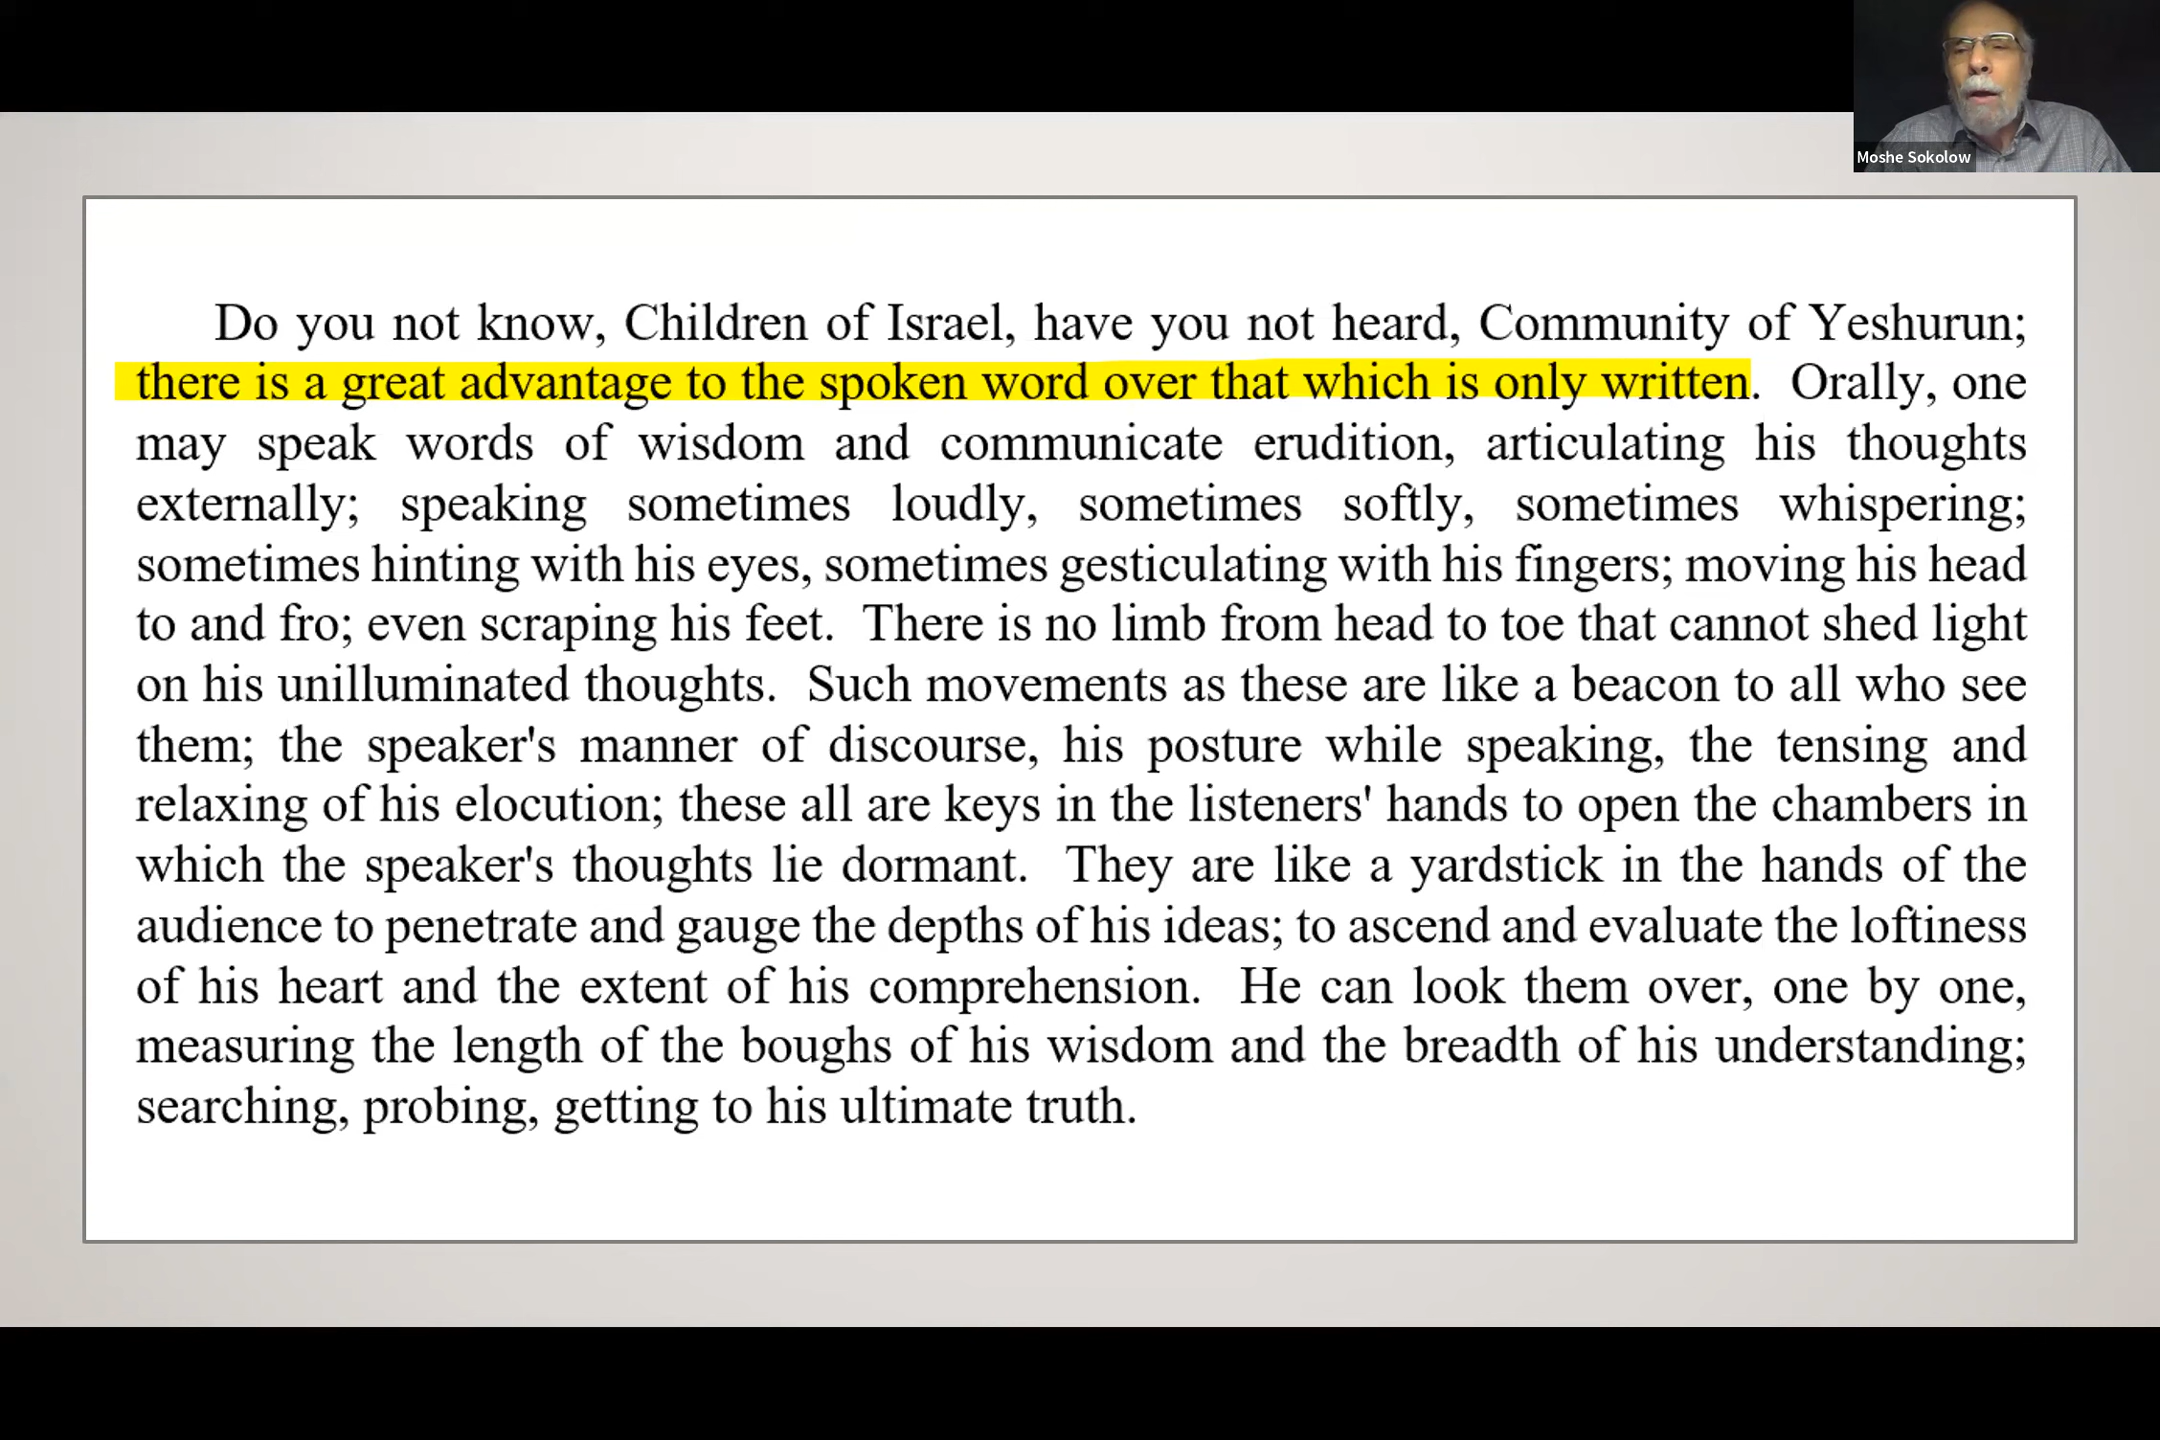 Moshe Sokolow
Do you not know, Children of Israel, have you not heard, Community of Yeshurun;
there is a great advantage to the spoken word over that which is only written. Orally, one
may speak words of wisdom and communicate erudition, articulating his thoughts
externally; speaking sometimes loudly, sometimes softly, sometimes whispering;
sometimes hinting with his eyes, sometimes gesticulating with his fingers; moving his head
to and fro; even scraping his feet. There is no limb from head to toe that cannot shed light
on his unilluminated thoughts. Such movements as these are like a beacon to all who see
them; the speaker's manner of discourse, his posture while speaking, the tensing and
relaxing of his elocution; these all are keys in the listeners' hands to open the chambers in
which the speaker's thoughts lie dormant. They are like a yardstick in the hands of the
audience to penetrate and gauge the depths of his ideas; to ascend and evaluate the loftiness
of his heart and the extent of his comprehension. He can look them over, one by one,
measuring the length of the boughs of his wisdom and the breadth of his understanding;
searching, probing, getting to his ultimate truth.